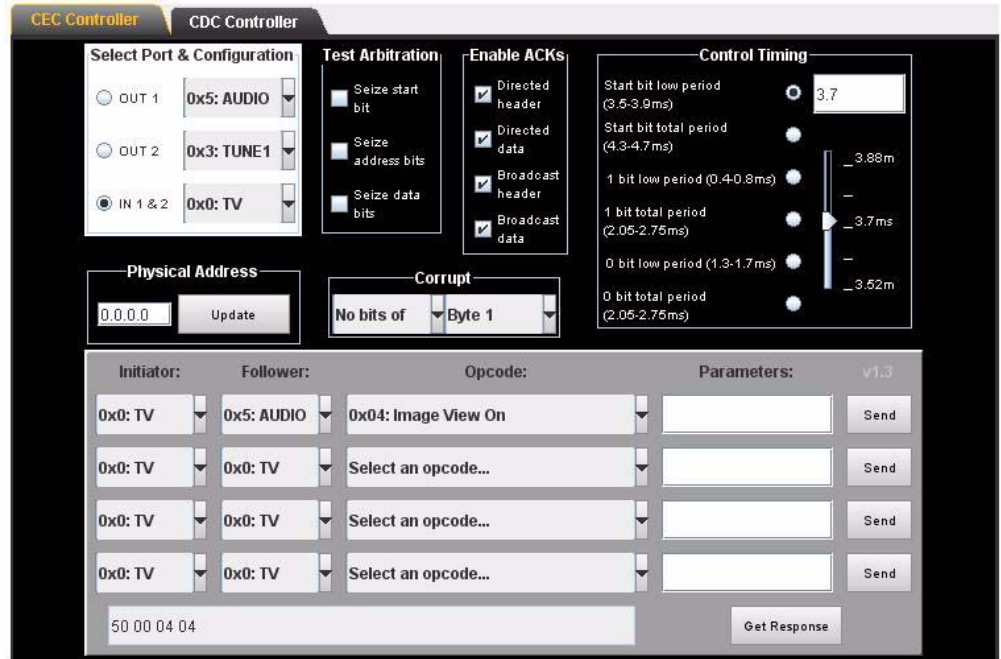 CEC Controller
CDC Controller
Select Port & Configuration
OUT 1
0x5: AUDIO
OUT 2
0x3: TUNE1
IN 1 & 2
0x0: TV
Test Arbitration
Seize start
bit
Seize
address bits
Seize data
bits
Enable ACKs
Directed
header
Directed
data
Broadcast
header
Broadcast
data
Control Timing
Start bit low period
(3.5-3.9ms)
3.7
Start bit total period
(4.3-4.7ms)
1 bit low period (0.4-0.8ms)
1 bit total period
(2.05-2.75ms)
0 bit low period (1.3-1.7ms)
0 bit total period
(2.05-2.75ms)
3.88m
3.7ms
3.52m
Physical Address
0.0.0.0
Update
Corrupt
No bits of
Byte 1
Initiator:
Follower:
Opcode:
Parameters:
v1.3
0x0: TV
0x5: AUDIO
0x04: Image View On
Send
0x0: TV
0x0: TV
Select an opcode...
Send
0x0: TV
0x0: TV
Select an opcode...
Send
0x0: TV
0x0: TV
Select an opcode...
Send
50 00 04 04
Get Response